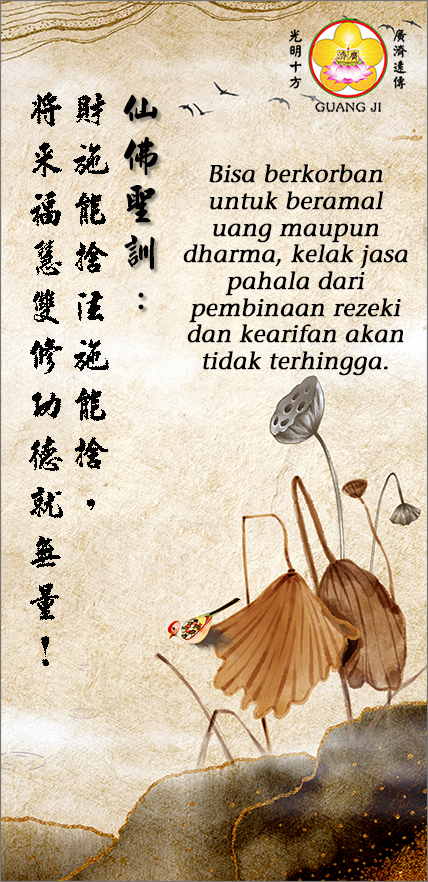 光明十方
廣濟遠傳
廣濟
GUANG JI
仙佛聖訓：
財施能捨法施能捨，
將來福慧雙修功德就無量！
Bisa berkorban
untuk beramal
uang maupun
dharma, kelak jasa
pahala dari
pembinaan rezeki
dan kearifan akan
tidak terhingga.